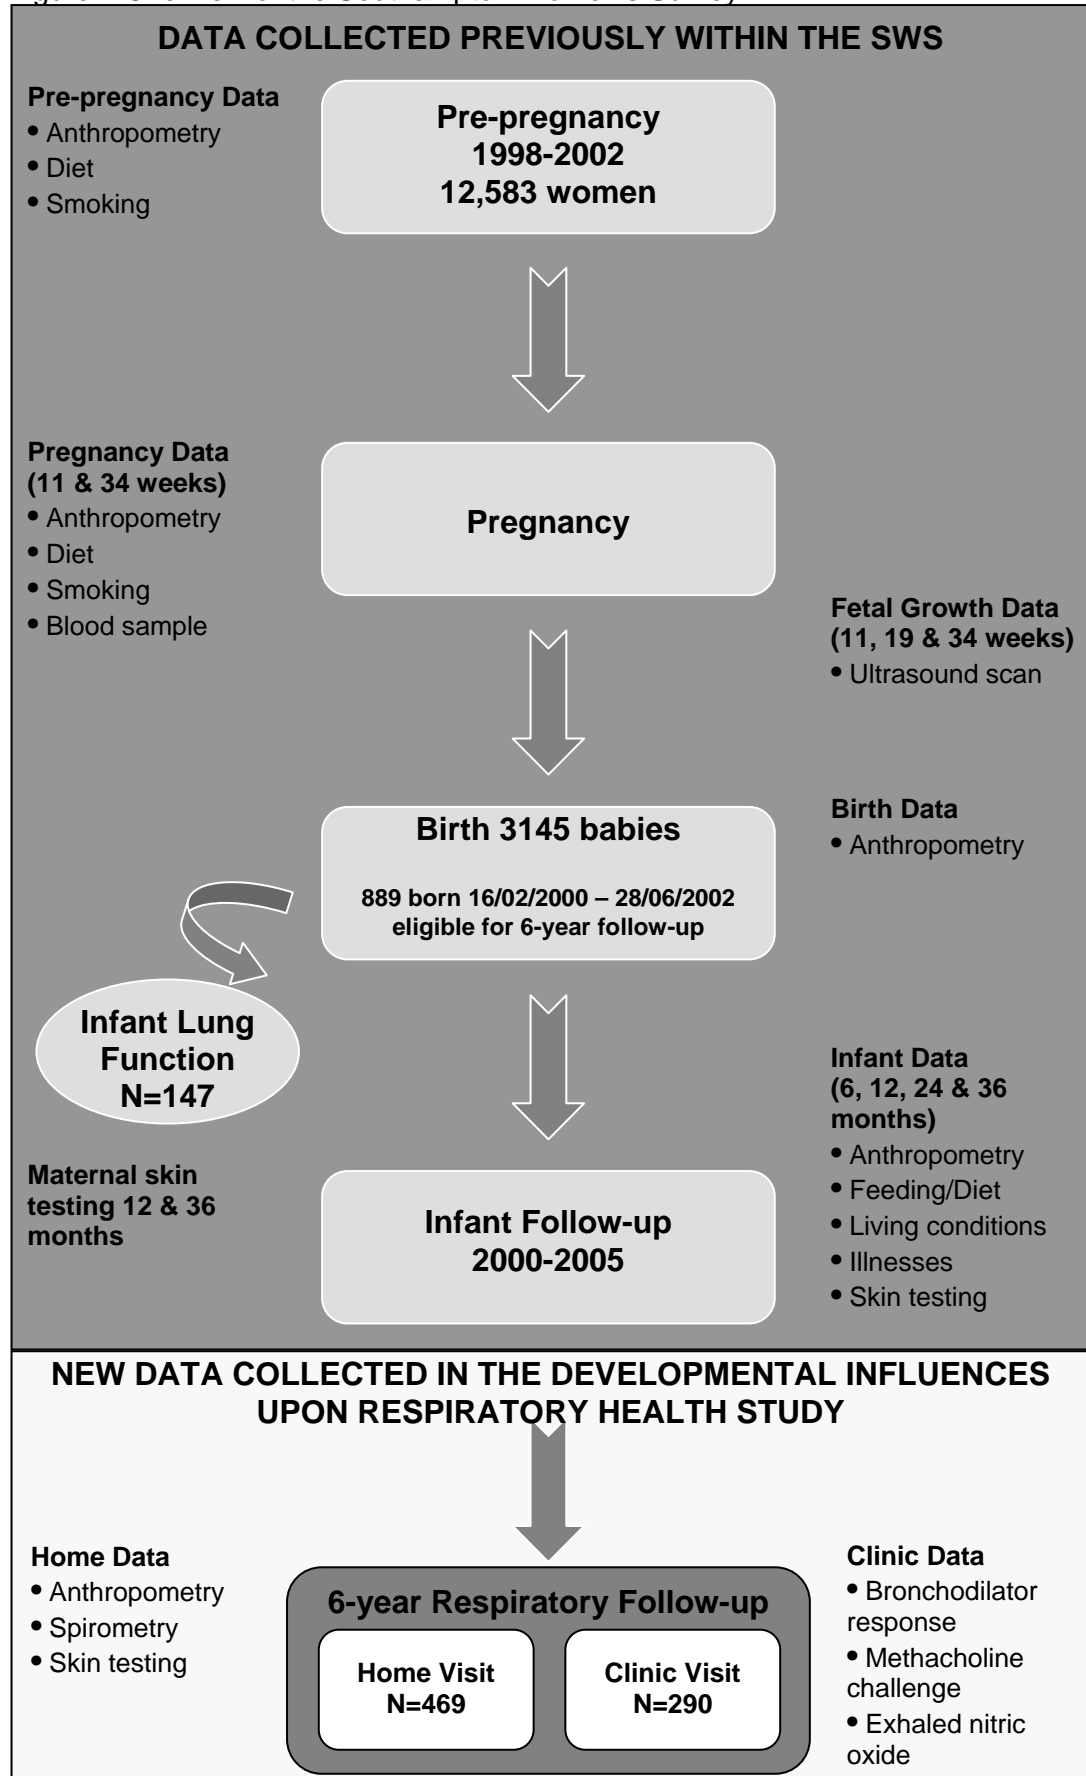 DATA COLLECTED PREVIOUSLY WITHIN THE SWS
Pre-pregnancy Data
• Anthropometry
• Diet
• Smoking
Pre-pregnancy
1998-2002
12,583 women
Pregnancy Data
(11 & 34 weeks)
• Anthropometry
• Diet
• Smoking
• Blood sample
Pregnancy
Fetal Growth Data
(11, 19 & 34 weeks)
• Ultrasound scan
Birth 3145 babies
889 born 16/02/2000 – 28/06/2002
eligible for 6-year follow-up
Birth Data
• Anthropometry
Infant Lung
Function
N=147
Infant Data
(6, 12, 24 & 36
months)
• Anthropometry
• Feeding/Diet
• Living conditions
• Illnesses
• Skin testing
Maternal skin
testing 12 & 36
months
Infant Follow-up
2000-2005
NEW DATA COLLECTED IN THE DEVELOPMENTAL INFLUENCES
UPON RESPIRATORY HEALTH STUDY
Home Data
• Anthropometry
• Spirometry
• Skin testing
6-year Respiratory Follow-up
Home Visit
N=469
Clinic Visit
N=290
Clinic Data
• Bronchodilator
response
• Methacholine
challenge
• Exhaled nitric
oxide